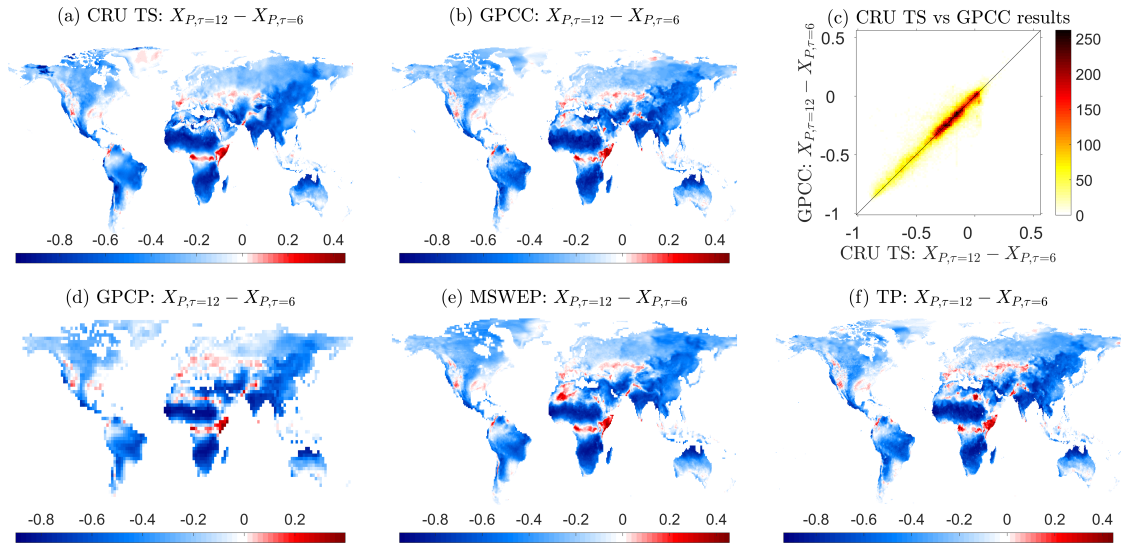 (a) CRU TS: X_{P,τ=12} − X_{P,τ=6}
-0.8 -0.6 -0.4 -0.2 0 0.2 0.4
(b) GPCC: X_{P,τ=12} − X_{P,τ=6}
-0.8 -0.6 -0.4 -0.2 0 0.2 0.4
(c) CRU TS vs GPCC results
GPCC: X_{P,τ=12} − X_{P,τ=6}
0.5
0
-0.5
-1
-1 -0.5 0 0.5
CRU TS: X_{P,τ=12} − X_{P,τ=6}
250
200
150
100
50
0
(d) GPCP: X_{P,τ=12} − X_{P,τ=6}
-0.8 -0.6 -0.4 -0.2 0 0.2
(e) MSWEP: X_{P,τ=12} − X_{P,τ=6}
-0.8 -0.6 -0.4 -0.2 0 0.2 0.4
(f) TP: X_{P,τ=12} − X_{P,τ=6}
-0.8 -0.6 -0.4 -0.2 0 0.2 0.4